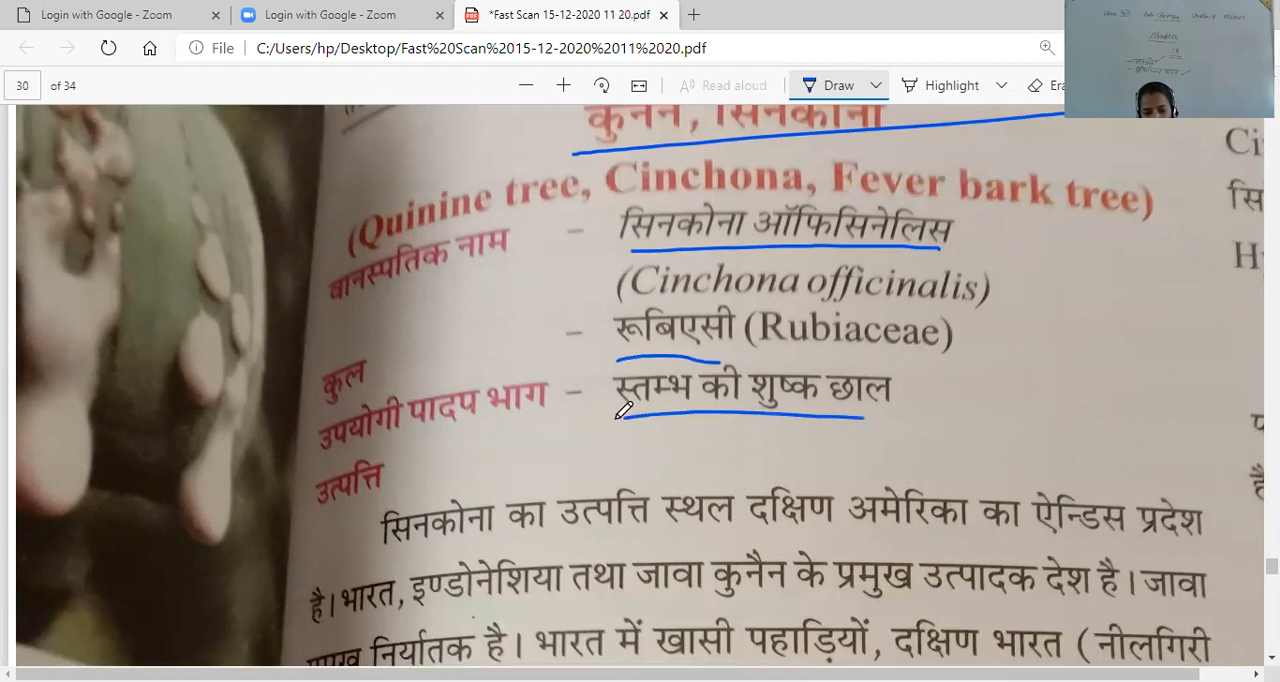 Login with Google - Zoom
Login with Google - Zoom
*Fast Scan 15-12-2020 11 20.pdf
File
C:/Users/hp/Desktop/Fast%20Scan%2015-12-2020%2011%2020.pdf
30 of 34
Read aloud
Draw
Highlight
Era
Chapter
कुनैन, सिनकोना
(Quinine tree, Cinchona, Fever bark tree)
वानस्पतिक नाम – सिनकोना ऑफिसिनेलिस
(Cinchona officinalis)
कुल – रूबिएसी (Rubiaceae)
उपयोगी पादप भाग – स्तम्भ की शुष्क छाल
उत्पत्ति
सिनकोना का उत्पत्ति स्थल दक्षिण अमेरिका का ऐन्डिस प्रदेश
है। भारत, इण्डोनेशिया तथा जावा कुनैन के प्रमुख उत्पादक देश है। जावा
निर्यातक है। भारत में खासी पहाड़ियों, दक्षिण भारत (नीलगिरी
Ci
सि
H
है